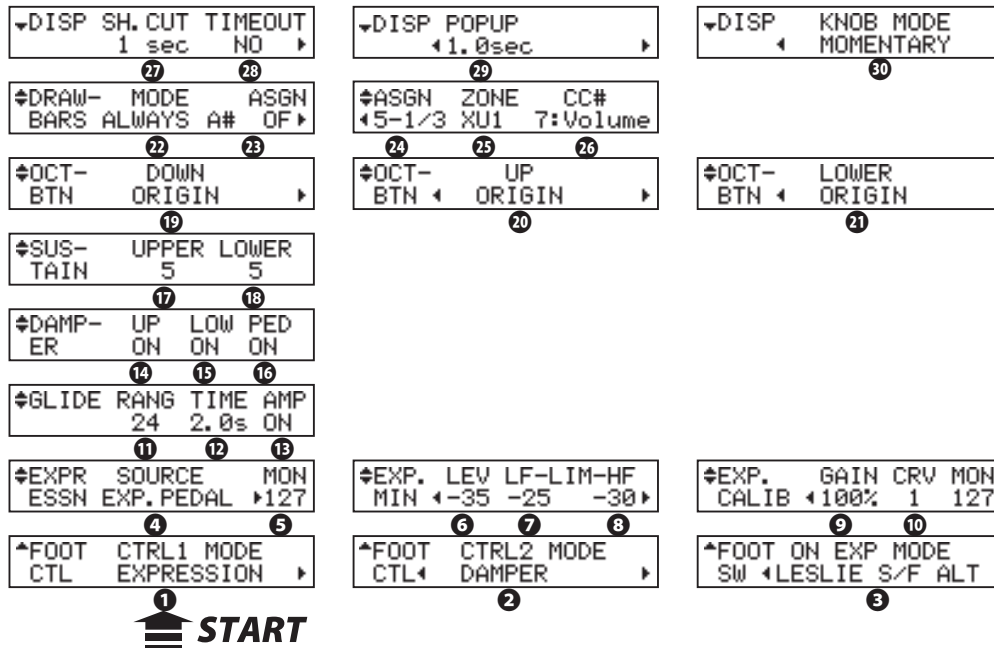 DISP SH.CUT TIMEOUT
1 sec NO
27 28
DISP POPUP
1.0sec
29
DISP KNOB MODE
MOMENTARY
30
DRAW- MODE ASGN
BARS ALWAYS A# OF
22 23
ASGN ZONE CC#
5-1/3 XU1 7:Volume
24 25 26
OCT- DOWN
BTN ORIGIN
19
OCT- UP
BTN ORIGIN
20
OCT- LOWER
BTN ORIGIN
21
SUS- UPPER LOWER
TAIN 5 5
17 18
DAMP- UP LOW PED
ER ON ON ON
14 15 16
GLIDE RANG TIME AMP
24 2.0s ON
11 12 13
EXPR SOURCE MON
ESSN EXP.PEDAL 127
4 5
EXP. LEV LF-LIM-HF
MIN -35 -25 -30
6 7 8
EXP. GAIN CRV MON
CALIB 100% 1 127
9 10
FOOT CTRL1 MODE
CTL EXPRESSION
1
FOOT CTRL2 MODE
CTL DAMPER
2
FOOT ON EXP MODE
SW LESLIE S/F ALT
3
START